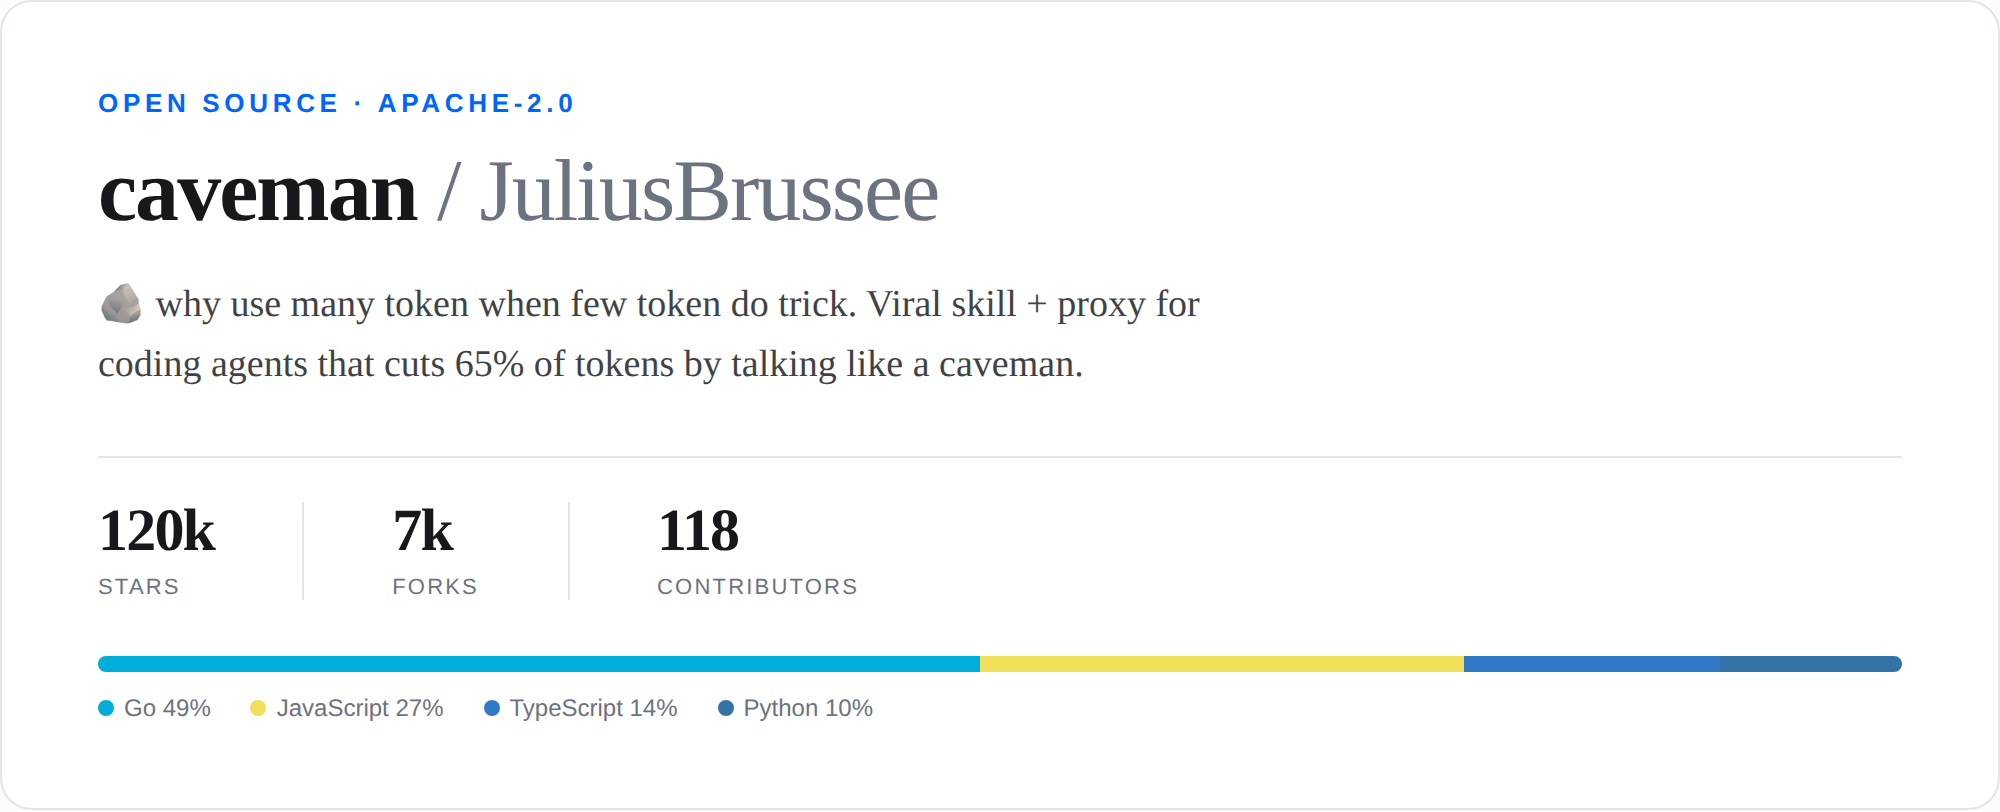 OPEN SOURCE · APACHE-2.0
caveman / JuliusBrussee
🪨 why use many token when few token do trick. Viral skill + proxy for
coding agents that cuts 65% of tokens by talking like a caveman.
120k
STARS
7k
FORKS
118
CONTRIBUTORS
Go 49%
JavaScript 27%
TypeScript 14%
Python 10%